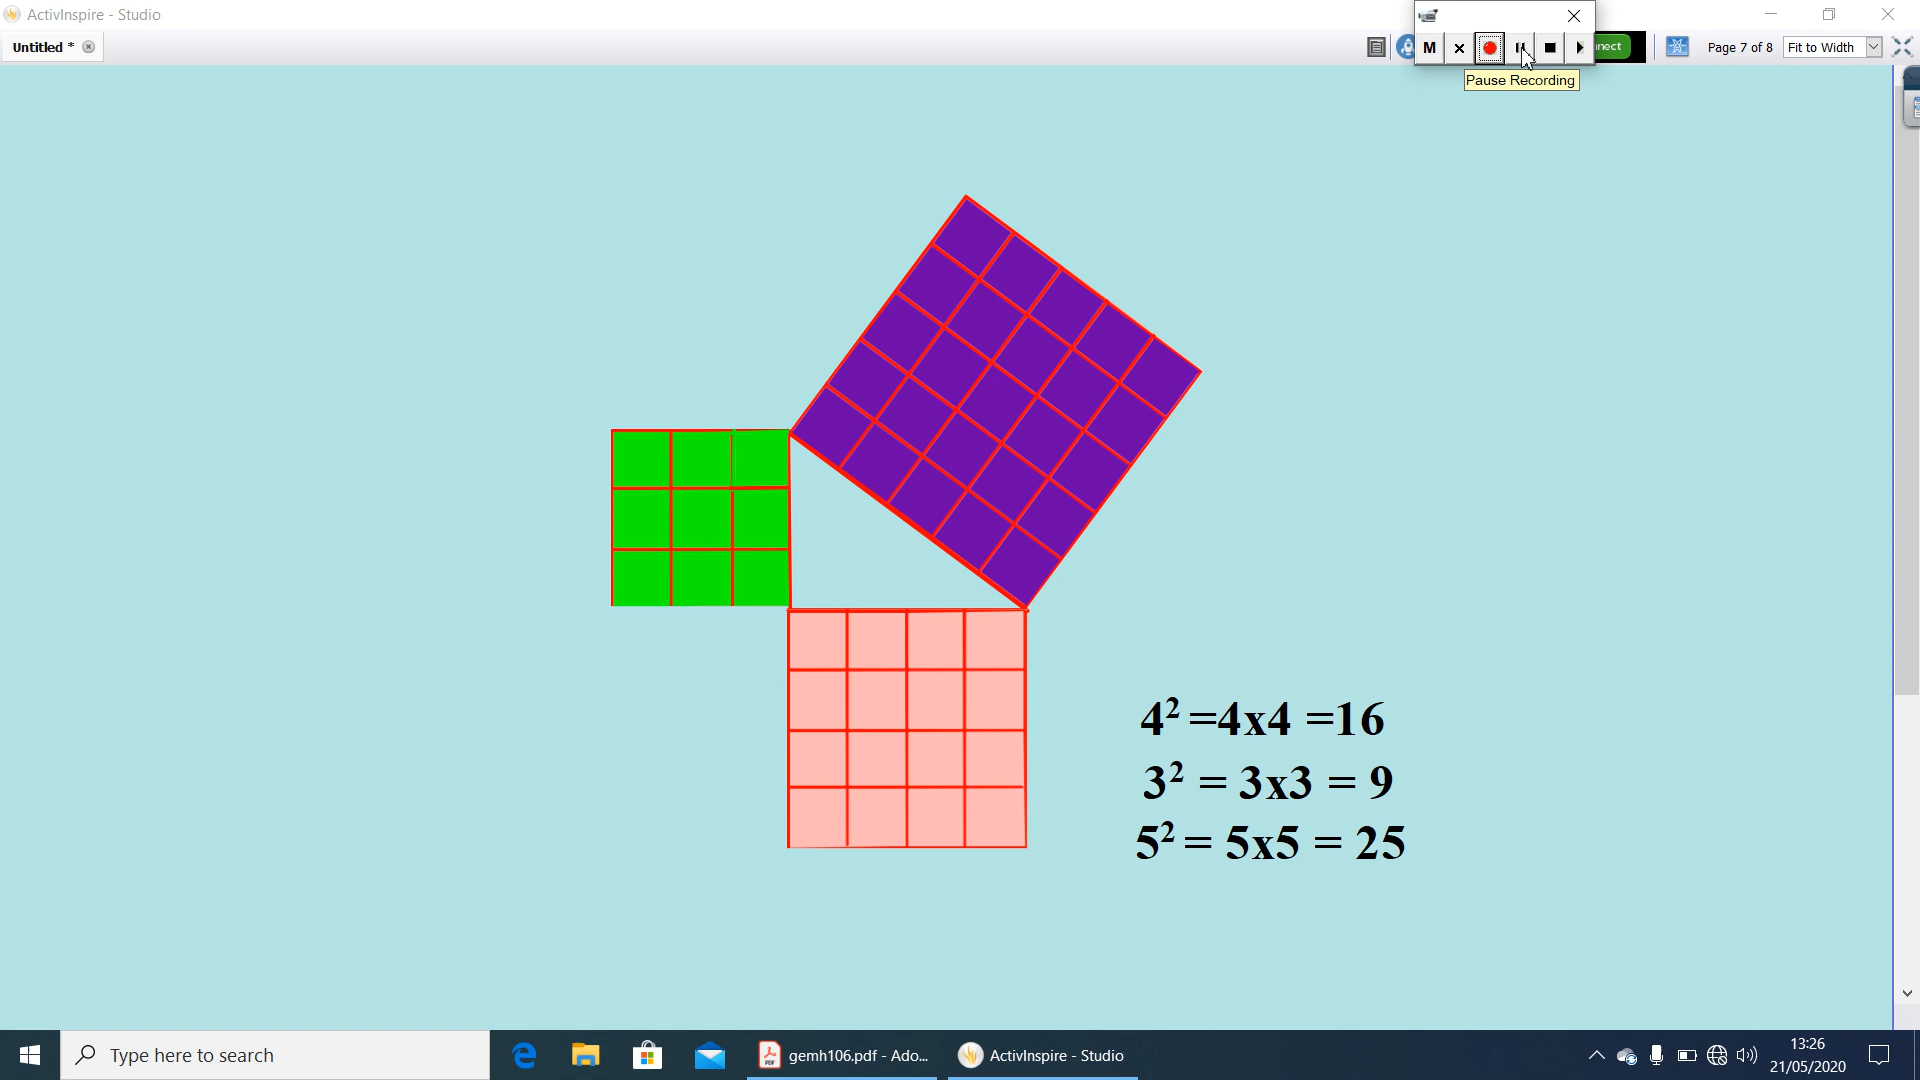 ActivInspire - Studio
Untitled *
M
nect
Page 7 of 8
Fit to Width
Pause Recording
4² =4x4 =16
3² = 3x3 = 9
5² = 5x5 = 25
Type here to search
gemh106.pdf - Ado...
ActivInspire - Studio
13:26
21/05/2020